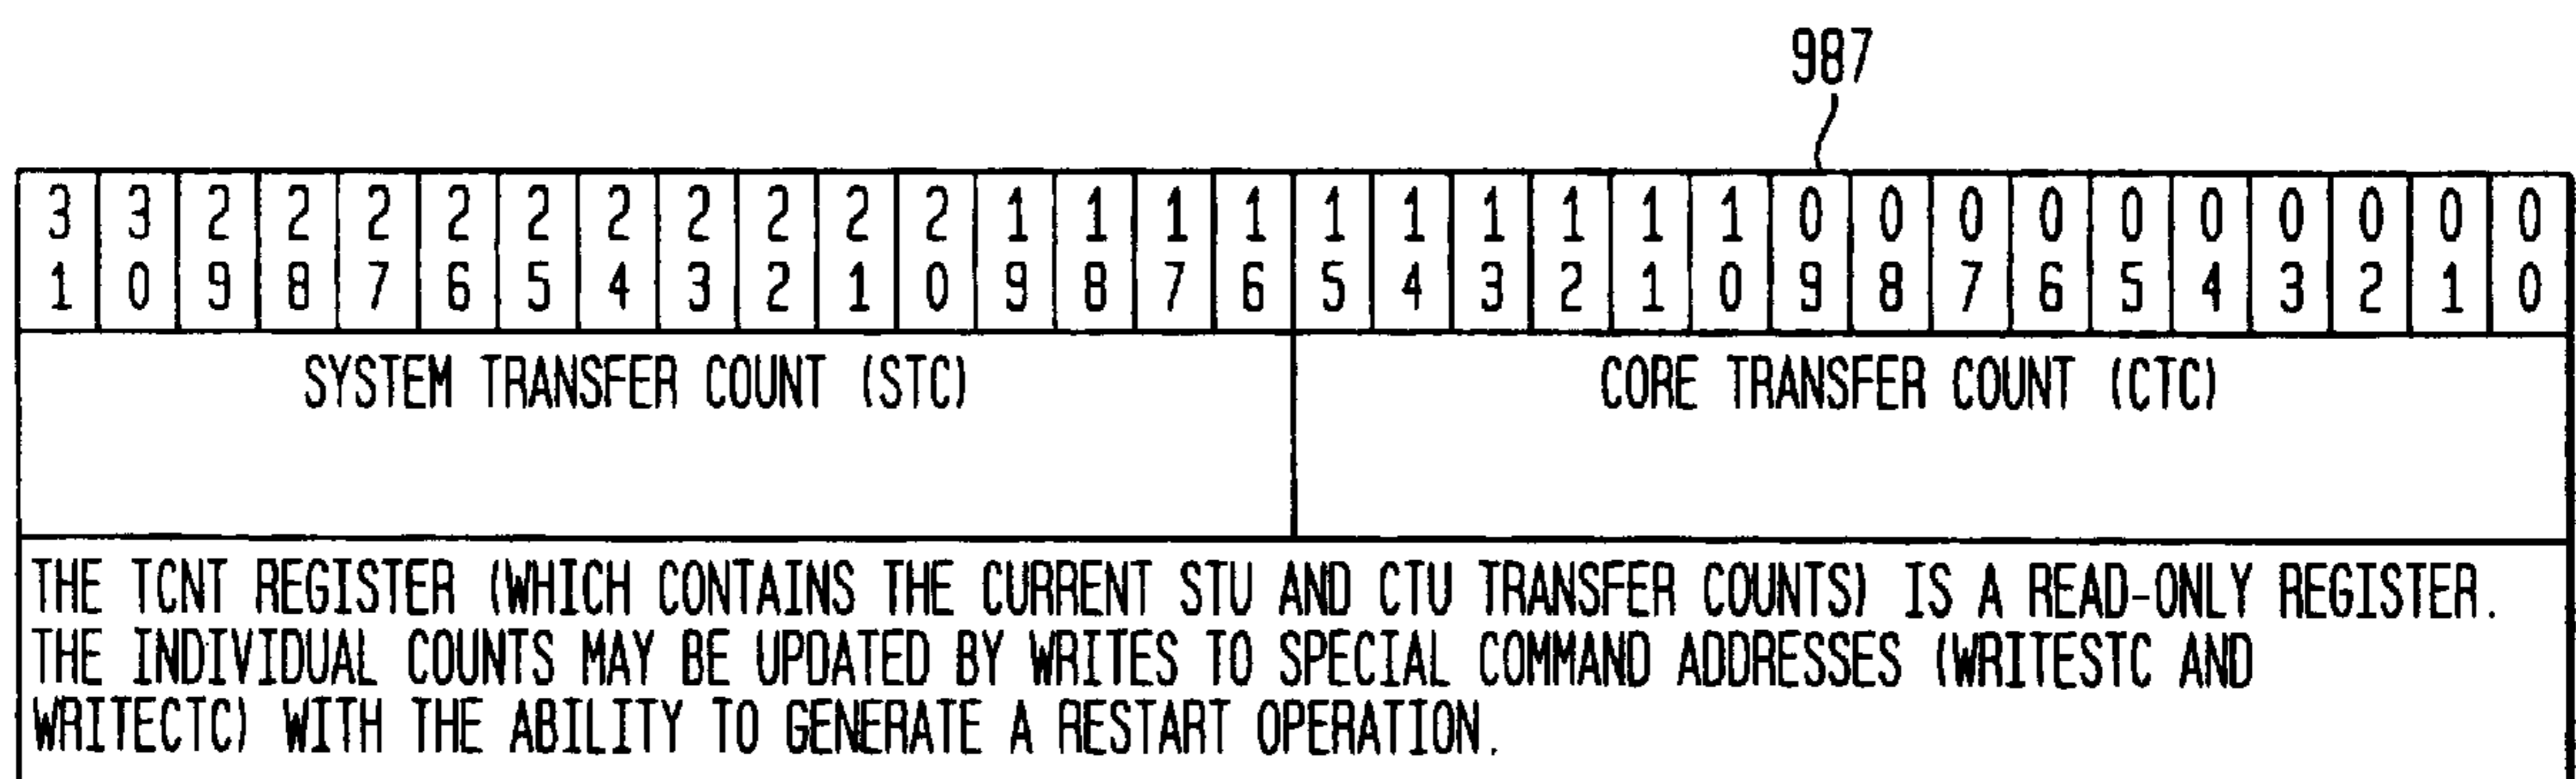 987
3 3 2 2 2 2 2 2 2 2 2 2 1 1 1 1 1 1 1 1 1 1 0 0 0 0 0 0 0 0 0 0
1 0 9 8 7 6 5 4 3 2 1 0 9 8 7 6 5 4 3 2 1 0 9 8 7 6 5 4 3 2 1 0
SYSTEM TRANSFER COUNT (STC) CORE TRANSFER COUNT (CTC)
THE TCNT REGISTER (WHICH CONTAINS THE CURRENT STU AND CTU TRANSFER COUNTS) IS A READ-ONLY REGISTER.
THE INDIVIDUAL COUNTS MAY BE UPDATED BY WRITES TO SPECIAL COMMAND ADDRESSES (WRITESTC AND
WRITECTC) WITH THE ABILITY TO GENERATE A RESTART OPERATION.